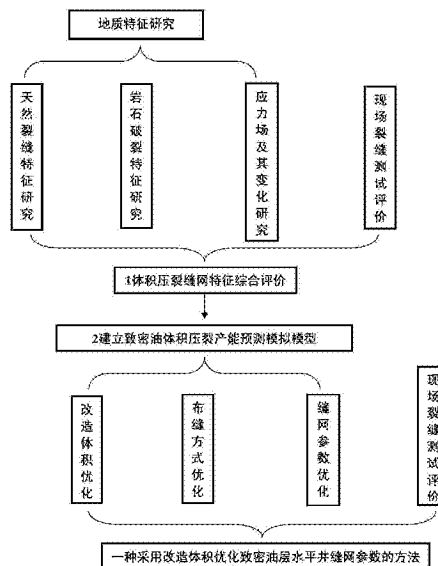 地质特征研究
天然裂缝特征研究
岩石破裂特征研究
应力场及其变化研究
现场裂缝测试评价
1体积压裂缝网特征综合评价
2建立致密油体积压裂产能预测模拟模型
改造体积优化
布缝方式优化
缝网参数优化
现场裂缝测试评价
一种采用改造体积优化致密油层水平井缝网参数的方法